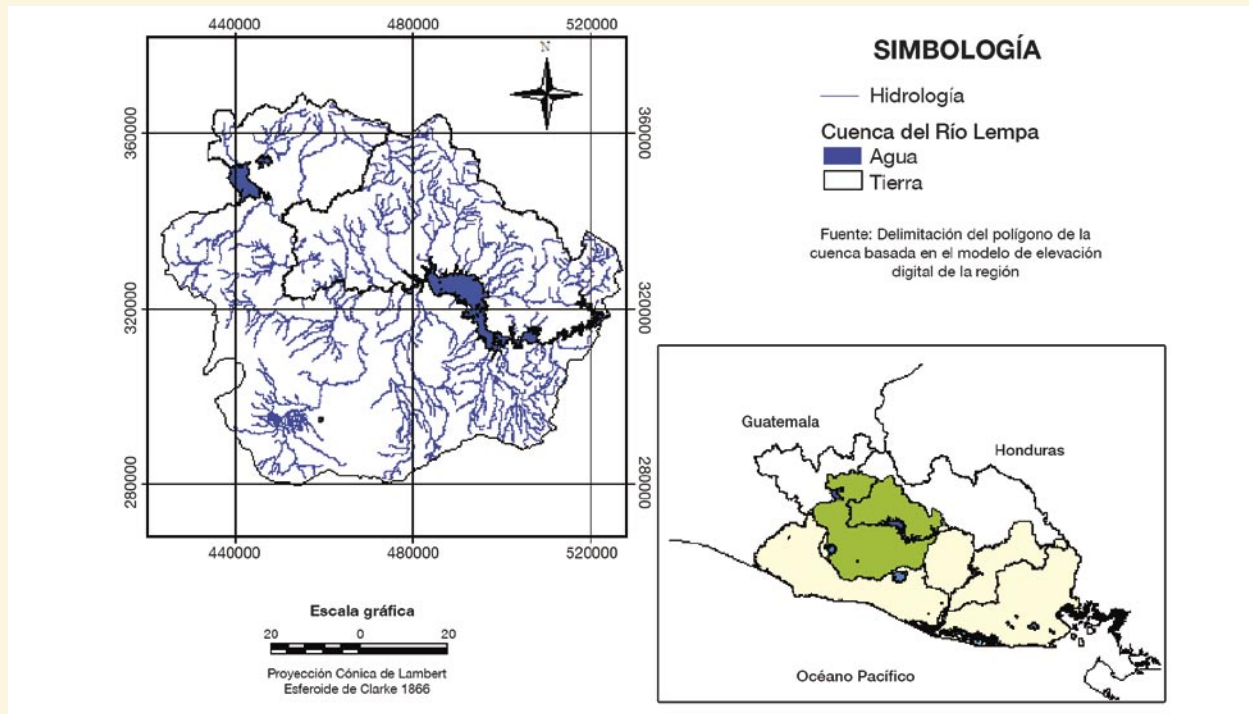 440000
480000
520000
N
360000
360000
320000
320000
280000
280000
440000
480000
520000
Escala gráfica
20
0
20
Proyección Cónica de Lambert
Esferoide de Clarke 1866
SIMBOLOGÍA
Hidrología
Cuenca del Río Lempa
Agua
Tierra
Fuente: Delimitación del polígono de la
cuenca basada en el modelo de elevación
digital de la región
Guatemala
Honduras
Océano Pacífico